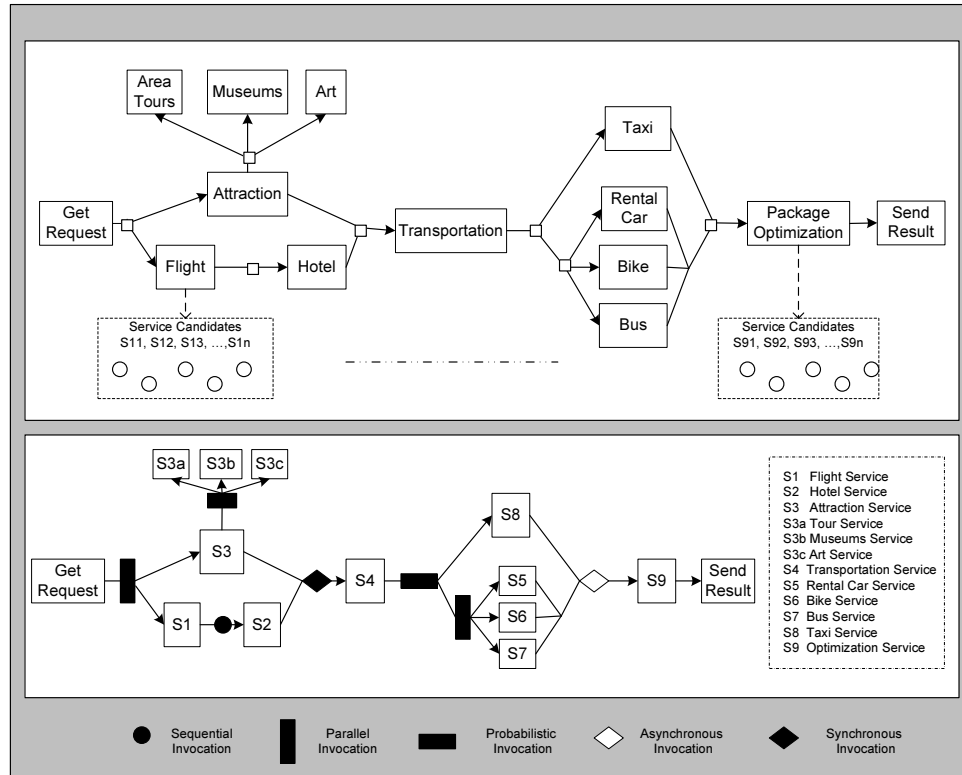 Area
Tours
Museums
Art
Taxi
Attraction
Rental
Car
Get
Request
Transportation
Package
Optimization
Send
Result
Flight
Hotel
Bike
Bus
Service Candidates
S11, S12, S13, ...,S1n
Service Candidates
S91, S92, S93, ...,S9n
S3a
S3b
S3c
S8
S3
Get
Request
S4
S5
S9
Send
Result
S1
S2
S6
S7
S1 Flight Service
S2 Hotel Service
S3 Attraction Service
S3a Tour Service
S3b Museums Service
S3c Art Service
S4 Transportation Service
S5 Rental Car Service
S6 Bike Service
S7 Bus Service
S8 Taxi Service
S9 Optimization Service
Sequential
Invocation
Parallel
Invocation
Probabilistic
Invocation
Asynchronous
Invocation
Synchronous
Invocation